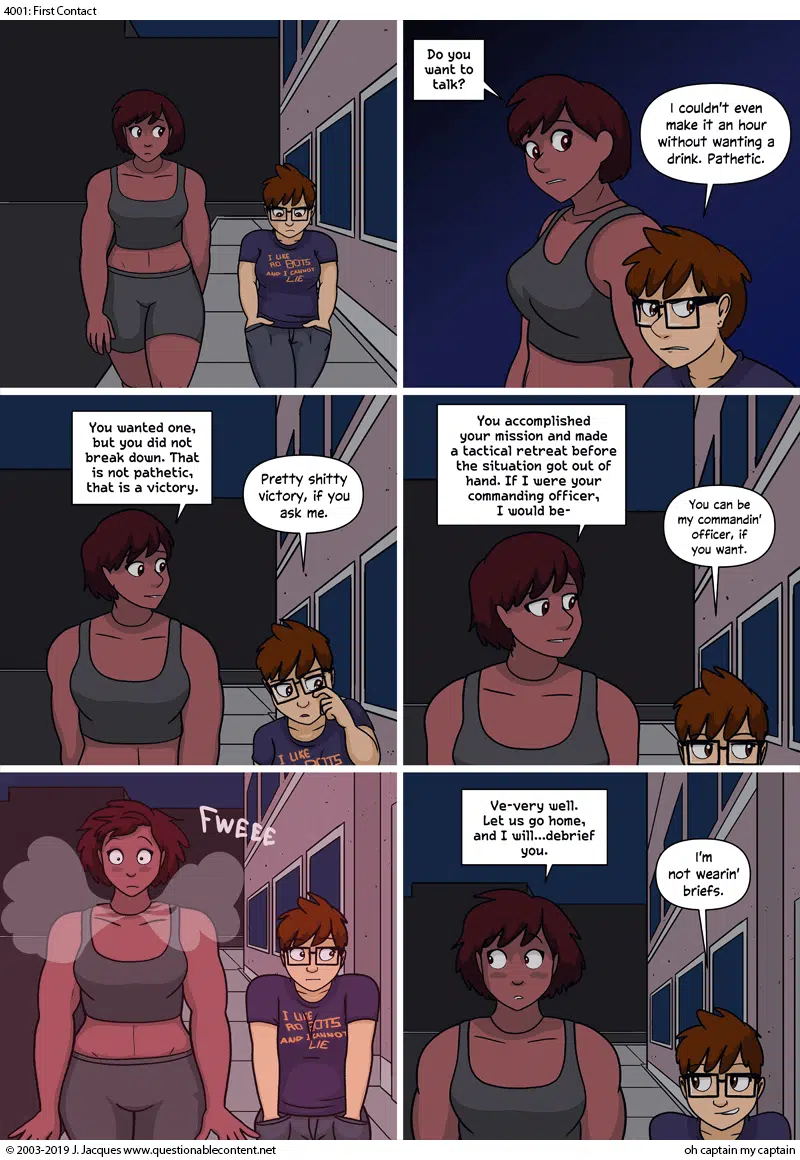 4001: First Contact
I LIKE
RO BOTS
AND I CANNOT
LIE
Do you
want to
talk?
I couldn't even
make it an hour
without wanting a
drink. Pathetic.
You wanted one,
but you did not
break down. That
is not pathetic,
that is a victory.
Pretty shitty
victory, if you
ask me.
I LIKE
BOTS
You accomplished
your mission and made
a tactical retreat before
the situation got out of
hand. If I were your
commanding officer,
I would be-
You can be
my commandin'
officer, if
you want.
FWEEE
I LIKE
RO BOTS
AND I CANNOT
LIE
Ve-very well.
Let us go home,
and I will...debrief
you.
I'm
not wearin'
briefs.
© 2003-2019 J. Jacques www.questionablecontent.net
oh captain my captain